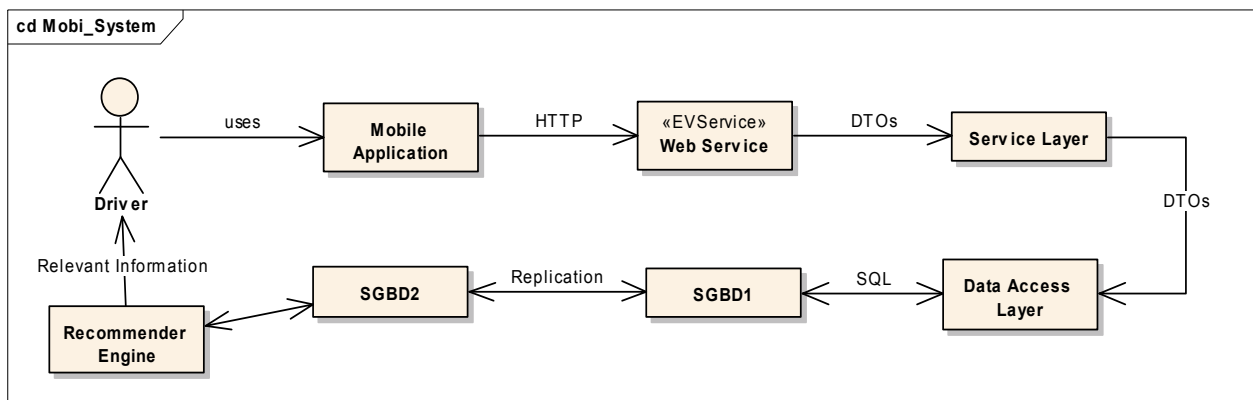 cd Mobi_System
uses
Mobile
Application
HTTP
«EVService»
Web Service
DTOs
Service Layer
DTOs
Driver
Relevant Information
Recommender
Engine
SGBD2
Replication
SGBD1
SQL
Data Access
Layer